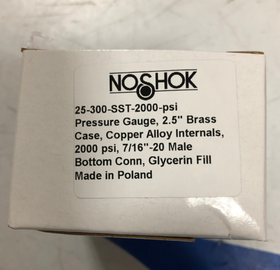 NOSHOK
25-300-SST-2000-psi
Pressure Gauge, 2.5" Brass
Case, Copper Alloy Internals,
2000 psi, 7/16"-20 Male
Bottom Conn, Glycerin Fill
Made in Poland